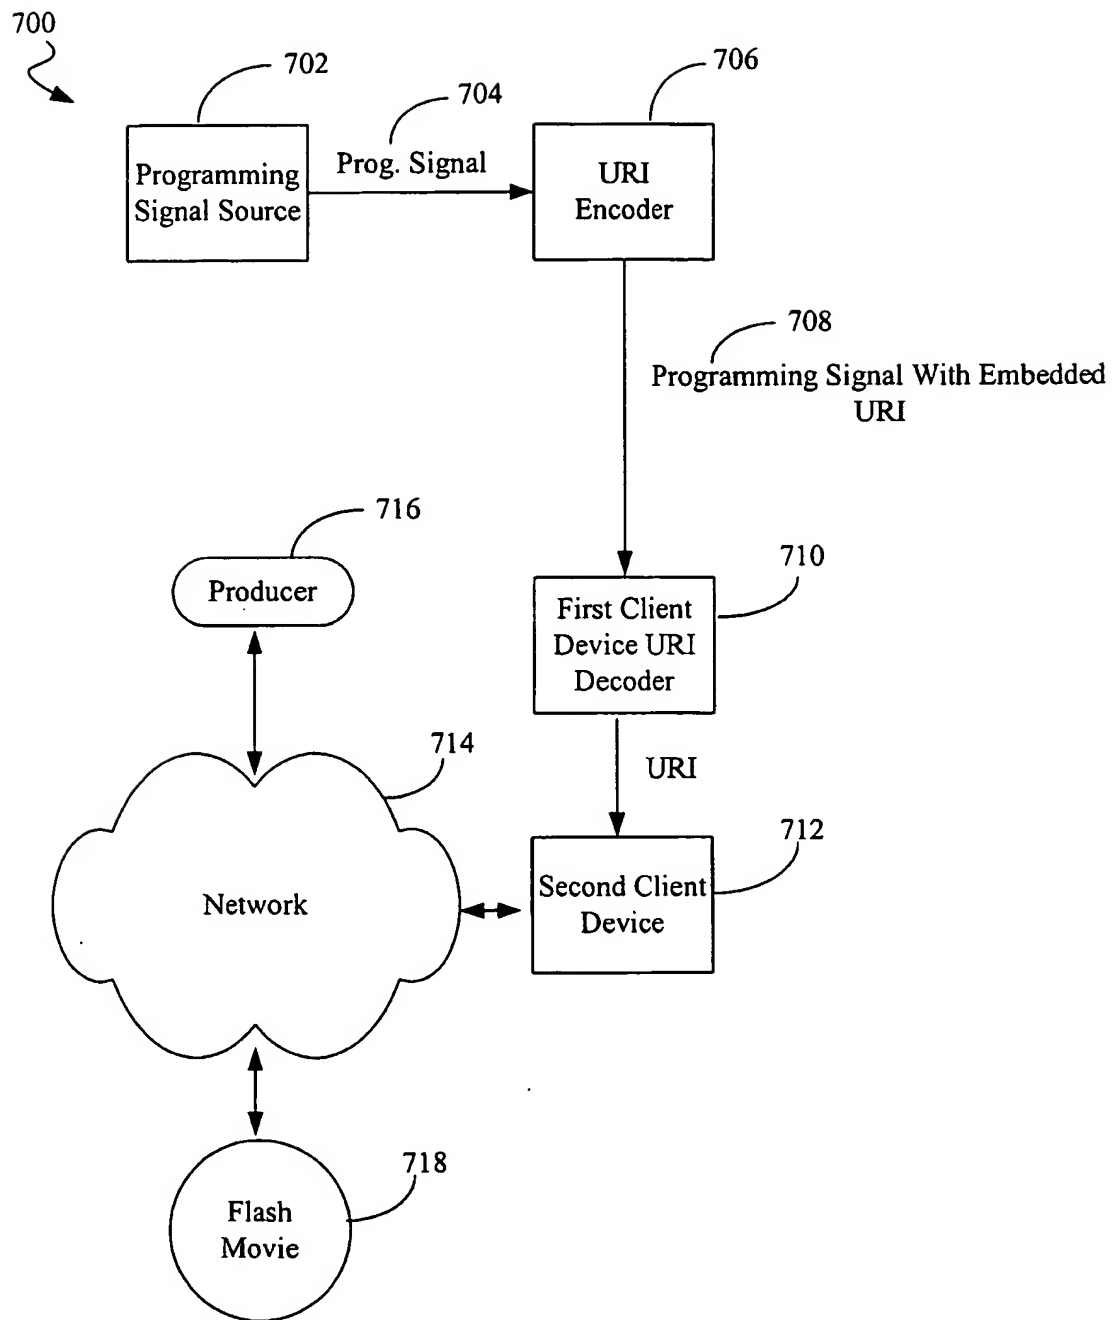 700
702
704
706
Programming
Signal Source
Prog. Signal
URI
Encoder
708
Programming Signal With Embedded
URI
716
Producer
710
First Client
Device URI
Decoder
714
URI
712
Network
Second Client
Device
718
Flash
Movie